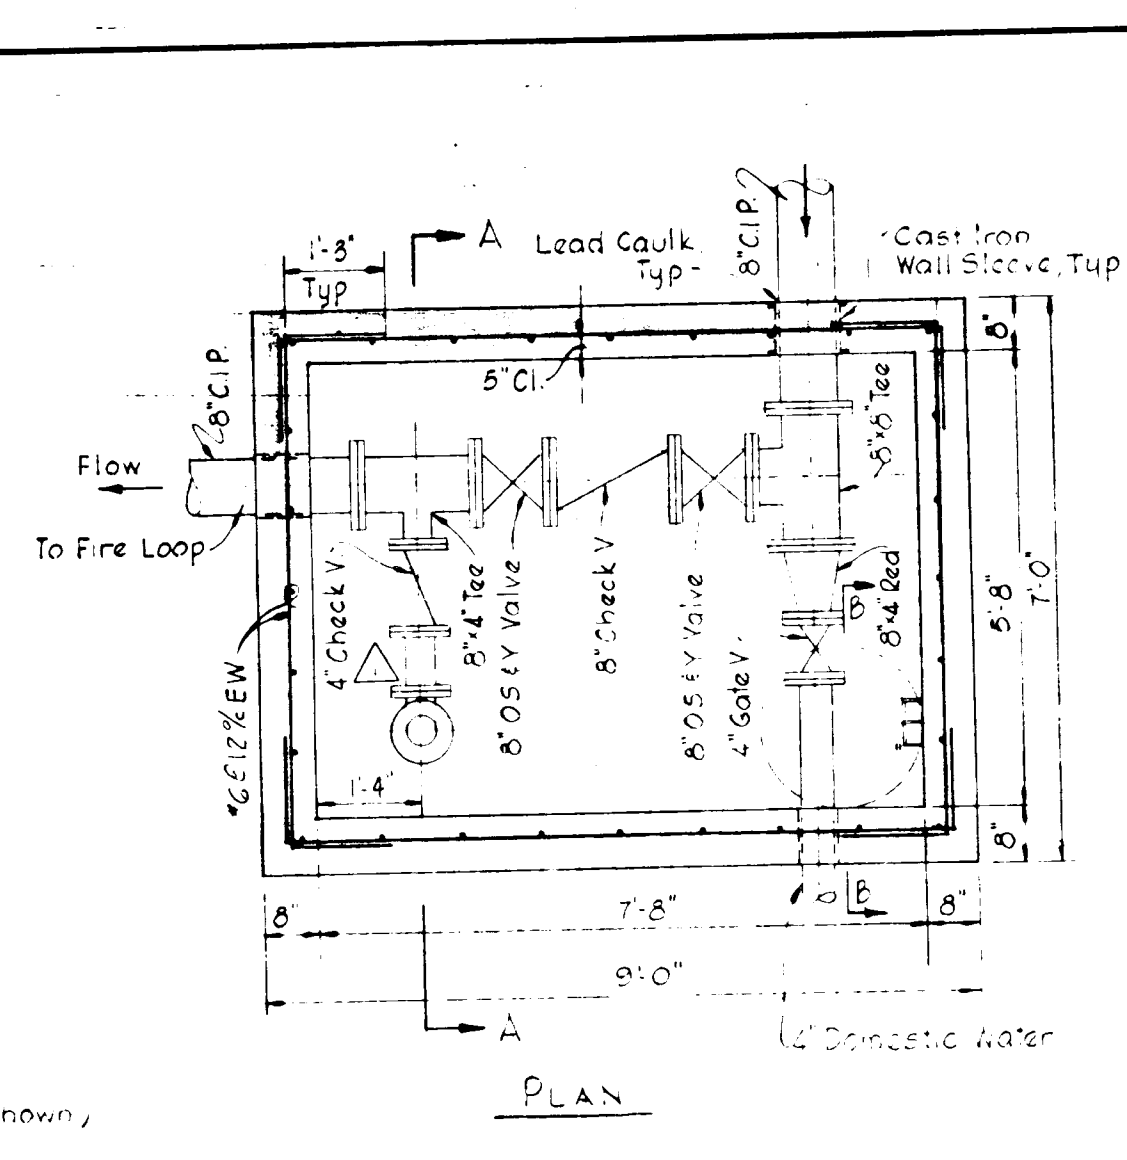 A
1'-3"
Typ
Lead Caulk
Typ-
8" C.I.P.
Cast Iron
Wall Sleeve, Typ
8"
8" C.I.P.
5" Cl.
8"x8" Tee
Flow
To Fire Loop
4" Check V.
8"x4" Tee
8" OS & Y Valve
8" Check V.
8" OS & Y Valve
4" Gate V.
B
8"x4" Red
5'-8"
7'-0"
#6 @ 12 % EW
1'-4"
8"
B
8"
7'-8"
8"
9'-0"
A
4" Domestic Water
PLAN